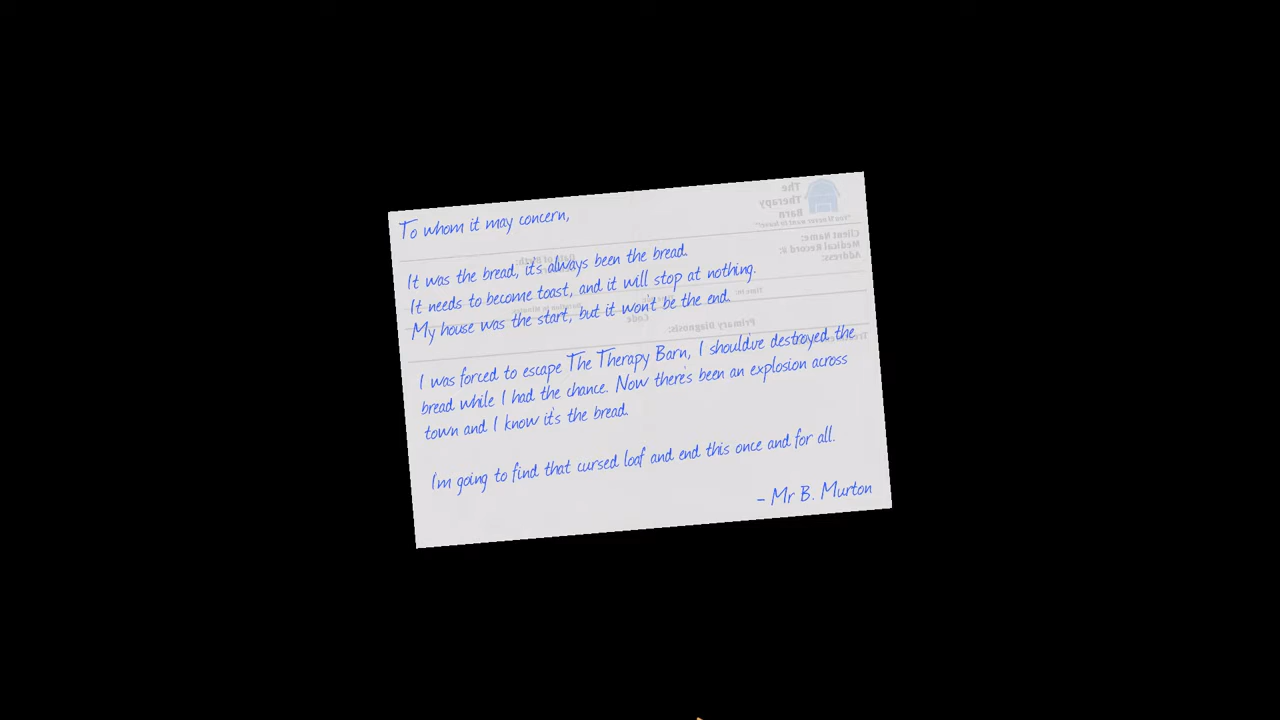 To whom it may concern,
It was the bread, it's always been the bread.
It needs to become toast, and it will stop at nothing.
My house was the start, but it won't be the end.
I was forced to escape The Therapy Barn, I should've destroyed the
bread while I had the chance. Now there's been an explosion across
town and I know it's the bread.
I'm going to find that cursed loaf and end this once and for all.
- Mr B. Murton
The
Therapy
Barn
Client Name:
Medical Record #:
Address:
Primary Diagnosis:
Code